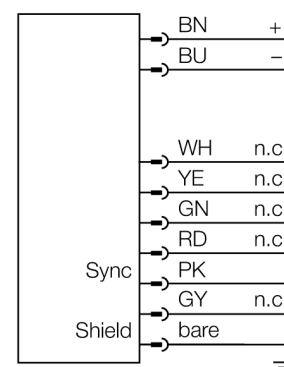 BN +
BU –
WH n.c
YE n.c
GN n.c
RD n.c
Sync PK
GY n.c
Shield bare